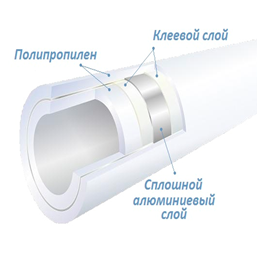 Клеевой слой
Полипропилен
Сплошной
алюминиевый
слой